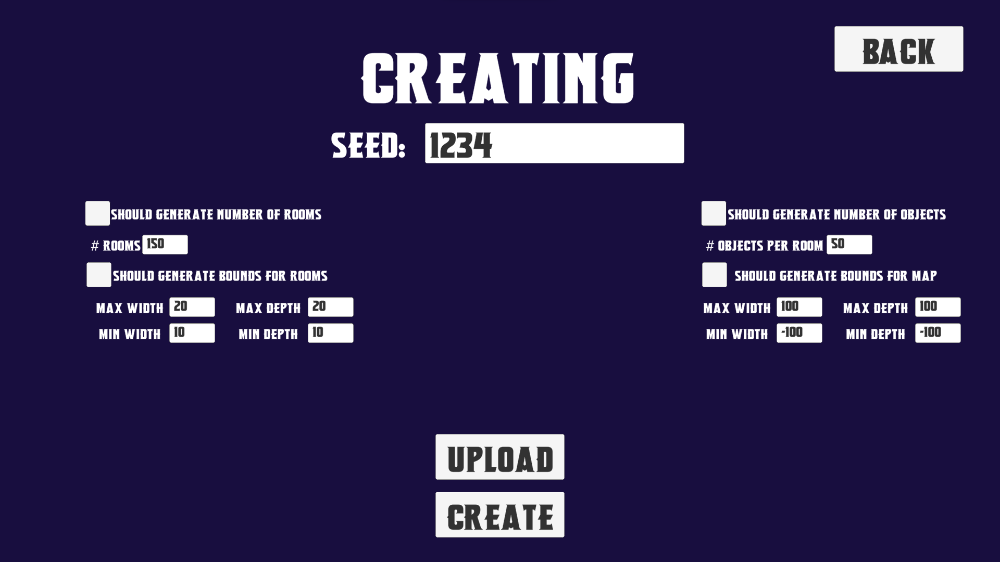 BACK
CREATING
SEED: 1234
SHOULD GENERATE NUMBER OF ROOMS
# ROOMS 150
SHOULD GENERATE BOUNDS FOR ROOMS
MAX WIDTH 20 MAX DEPTH 20
MIN WIDTH 10 MIN DEPTH 10
SHOULD GENERATE NUMBER OF OBJECTS
# OBJECTS PER ROOM 50
SHOULD GENERATE BOUNDS FOR MAP
MAX WIDTH 100 MAX DEPTH 100
MIN WIDTH -100 MIN DEPTH -100
UPLOAD
CREATE